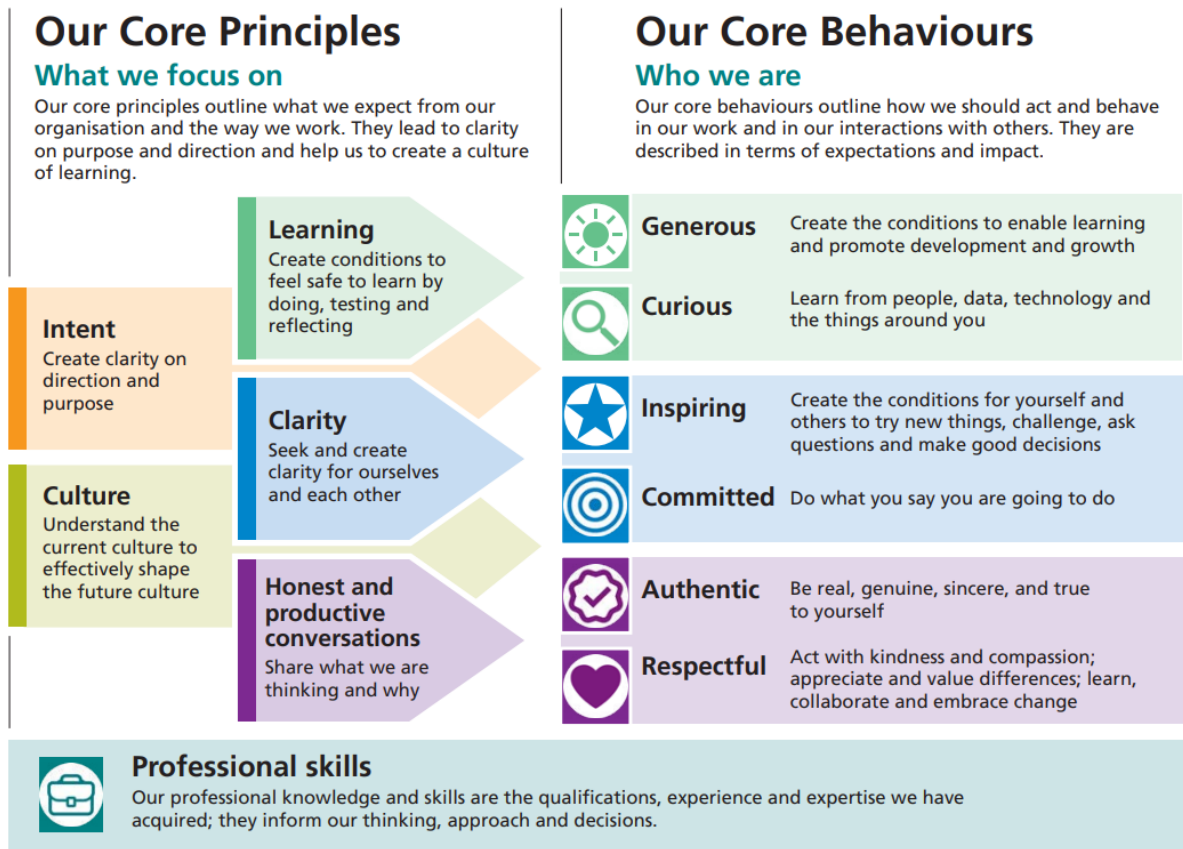 Our Core Principles
What we focus on
Our core principles outline what we expect from our
organisation and the way we work. They lead to clarity
on purpose and direction and help us to create a culture
of learning.
Intent
Create clarity on
direction and
purpose
Culture
Understand the
current culture to
effectively shape
the future culture
Learning
Create conditions to
feel safe to learn by
doing, testing and
reflecting
Clarity
Seek and create
clarity for ourselves
and each other
Honest and
productive
conversations
Share what we are
thinking and why
Our Core Behaviours
Who we are
Our core behaviours outline how we should act and behave
in our work and in our interactions with others. They are
described in terms of expectations and impact.
Generous
Create the conditions to enable learning
and promote development and growth
Curious
Learn from people, data, technology and
the things around you
Inspiring
Create the conditions for yourself and
others to try new things, challenge, ask
questions and make good decisions
Committed
Do what you say you are going to do
Authentic
Be real, genuine, sincere, and true
to yourself
Respectful
Act with kindness and compassion;
appreciate and value differences; learn,
collaborate and embrace change
Professional skills
Our professional knowledge and skills are the qualifications, experience and expertise we have
acquired; they inform our thinking, approach and decisions.